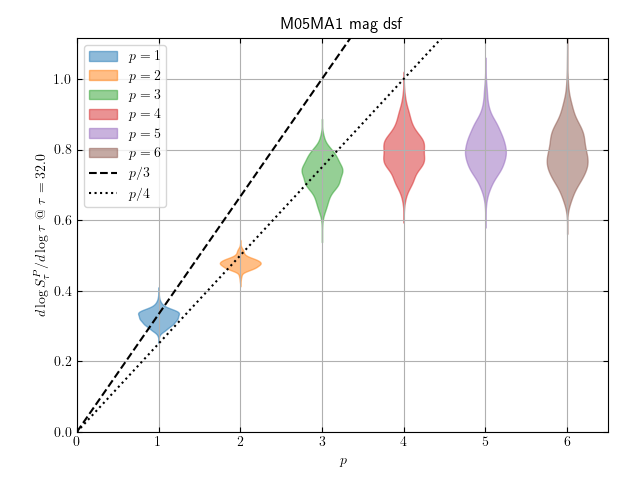 M05MA1 mag dsf
p = 1
p = 2
p = 3
p = 4
p = 5
p = 6
p/3
p/4
d log S_τ^P / d log τ @ τ = 32.0
1.0
0.8
0.6
0.4
0.2
0.0
0 1 2 3 4 5 6
p